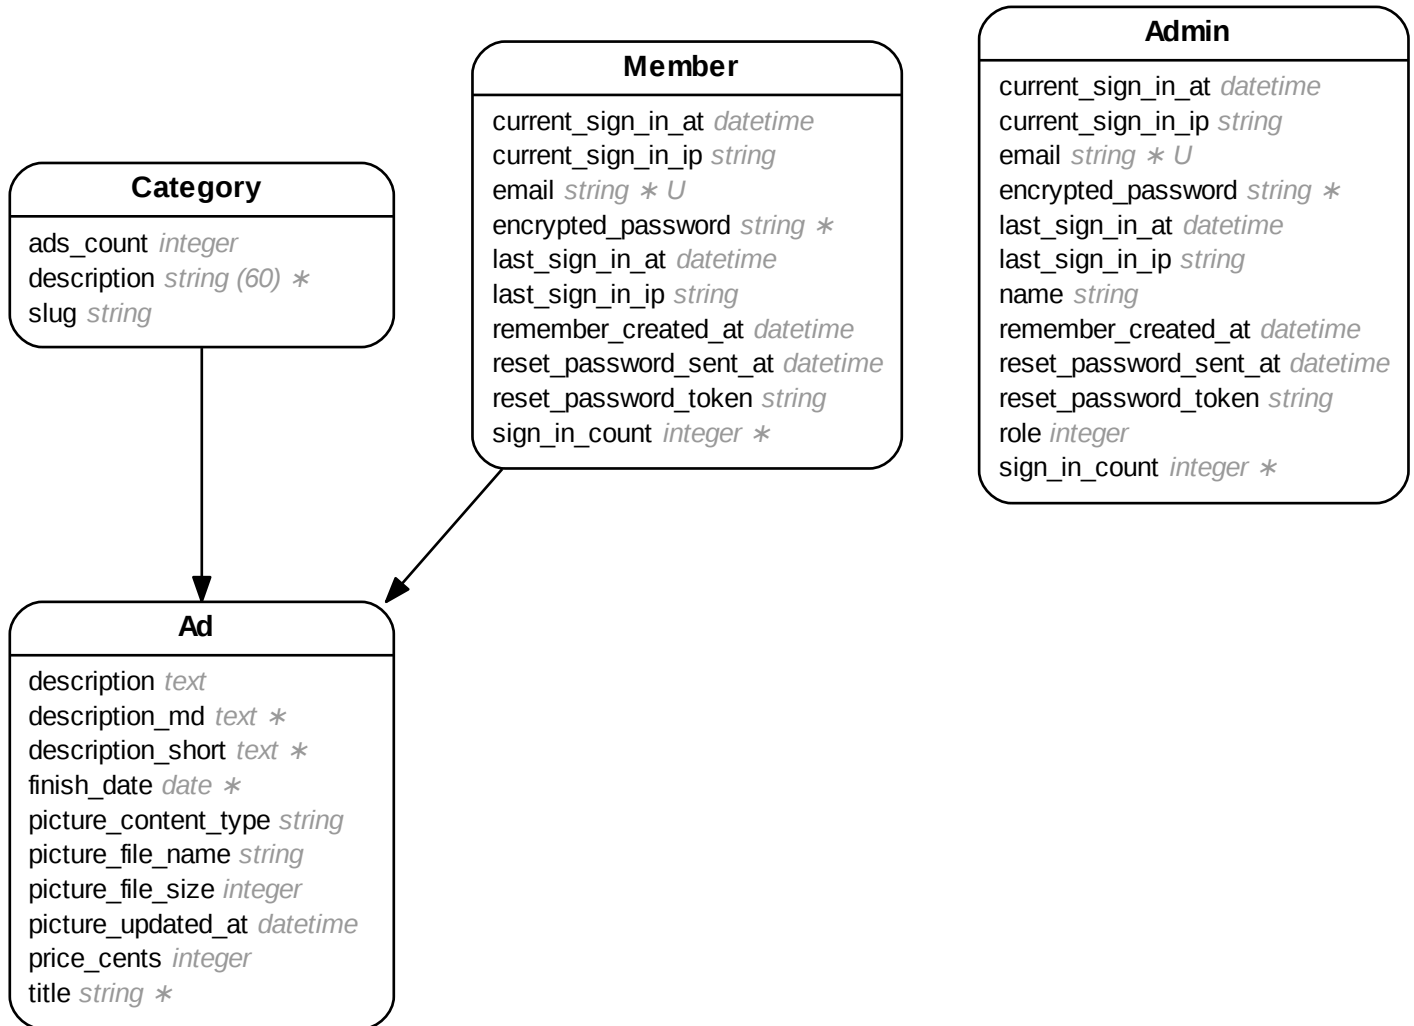 Category
ads_count integer
description string (60) ∗
slug string
Member
current_sign_in_at datetime
current_sign_in_ip string
email string ∗ U
encrypted_password string ∗
last_sign_in_at datetime
last_sign_in_ip string
remember_created_at datetime
reset_password_sent_at datetime
reset_password_token string
sign_in_count integer ∗
Admin
current_sign_in_at datetime
current_sign_in_ip string
email string ∗ U
encrypted_password string ∗
last_sign_in_at datetime
last_sign_in_ip string
name string
remember_created_at datetime
reset_password_sent_at datetime
reset_password_token string
role integer
sign_in_count integer ∗
Ad
description text
description_md text ∗
description_short text ∗
finish_date date ∗
picture_content_type string
picture_file_name string
picture_file_size integer
picture_updated_at datetime
price_cents integer
title string ∗